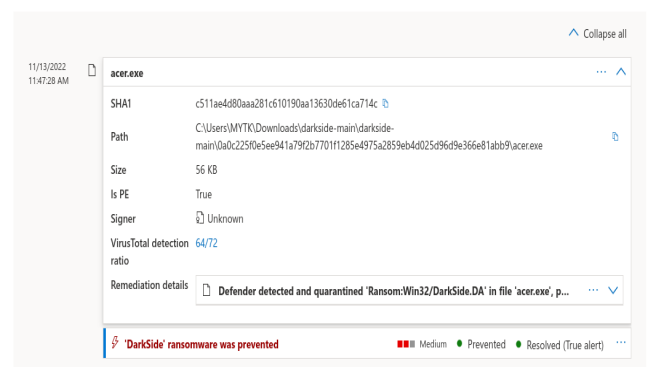 Collapse all
11/13/2022
11:47:28 AM
acer.exe
SHA1 c511ae4d80aaa281c610190aa13630de61ca714c
Path C:\Users\MYTK\Downloads\darkside-main\darkside-
main\0a0c225f0e5ee941a79f2b7701f1285e4975a2859eb4d025d96d9e366e81abb9\acer.exe
Size 56 KB
Is PE True
Signer Unknown
VirusTotal detection 64/72
ratio
Remediation details Defender detected and quarantined 'Ransom:Win32/DarkSide.DA' in file 'acer.exe', p...
'DarkSide' ransomware was prevented Medium Prevented Resolved (True alert)